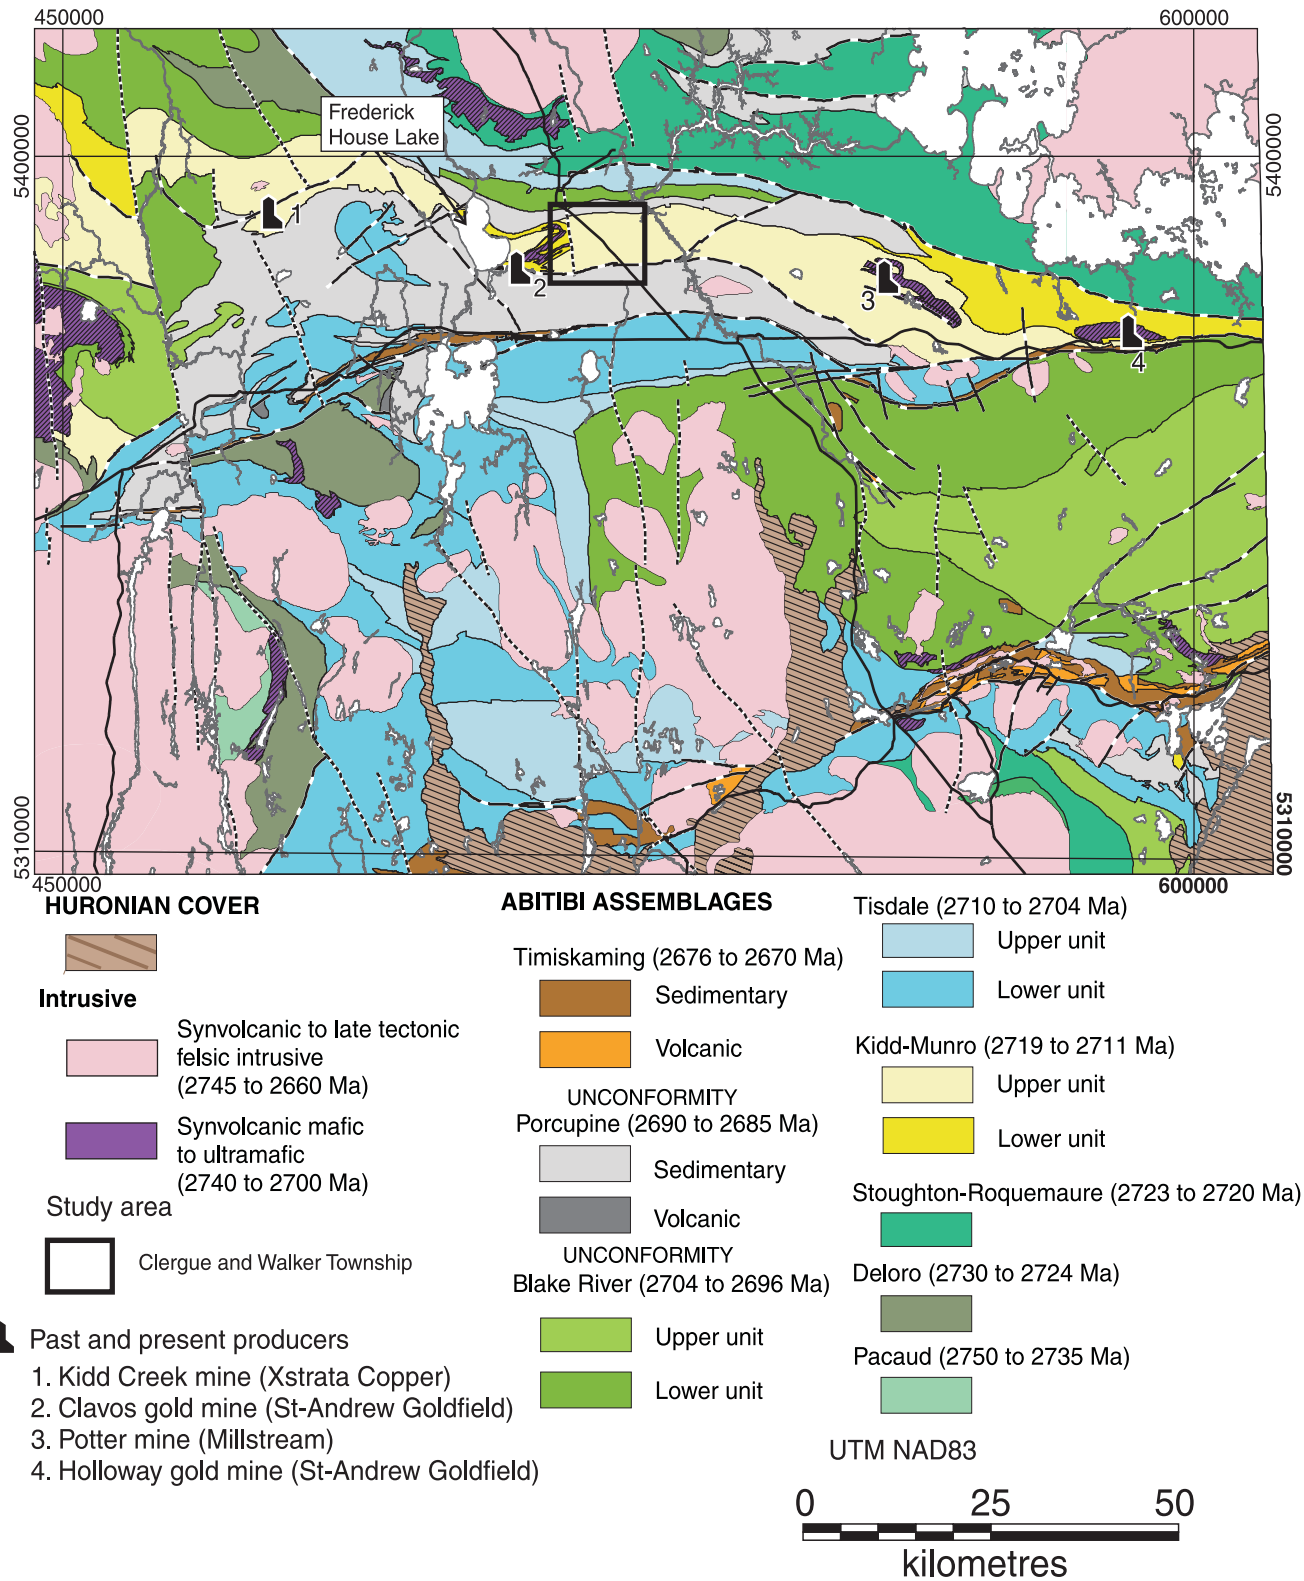 450000
600000
5400000
5400000
Frederick
House Lake
1
2
3
4
5310000
5310000
450000
600000
HURONIAN COVER
Intrusive
Synvolcanic to late tectonic
felsic intrusive
(2745 to 2660 Ma)
Synvolcanic mafic
to ultramafic
(2740 to 2700 Ma)
Study area
Clergue and Walker Township
Past and present producers
1. Kidd Creek mine (Xstrata Copper)
2. Clavos gold mine (St-Andrew Goldfield)
3. Potter mine (Millstream)
4. Holloway gold mine (St-Andrew Goldfield)
ABITIBI ASSEMBLAGES
Timiskaming (2676 to 2670 Ma)
Sedimentary
Volcanic
UNCONFORMITY
Porcupine (2690 to 2685 Ma)
Sedimentary
Volcanic
UNCONFORMITY
Blake River (2704 to 2696 Ma)
Upper unit
Lower unit
Tisdale (2710 to 2704 Ma)
Upper unit
Lower unit
Kidd-Munro (2719 to 2711 Ma)
Upper unit
Lower unit
Stoughton-Roquemaure (2723 to 2720 Ma)
Deloro (2730 to 2724 Ma)
Pacaud (2750 to 2735 Ma)
UTM NAD83
0 25 50
kilometres